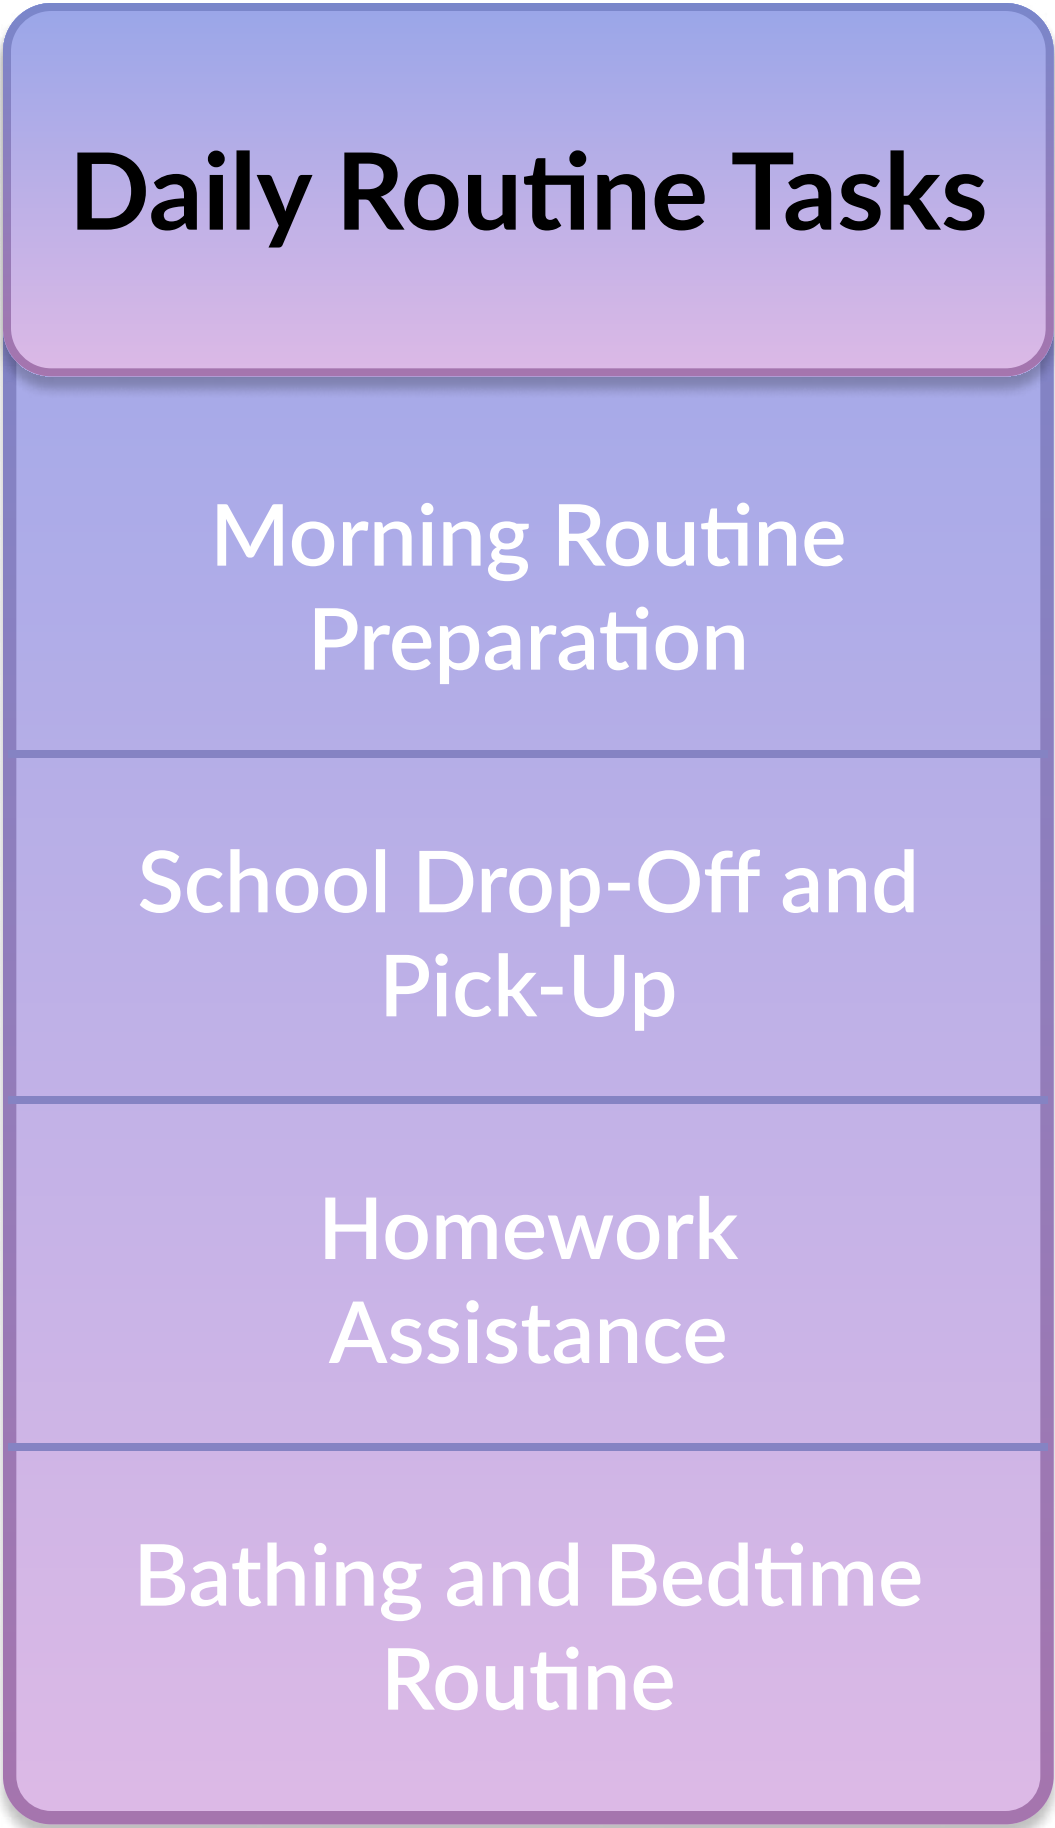 Daily Routine Tasks
Morning Routine
Preparation
School Drop-Off and
Pick-Up
Homework
Assistance
Bathing and Bedtime
Routine